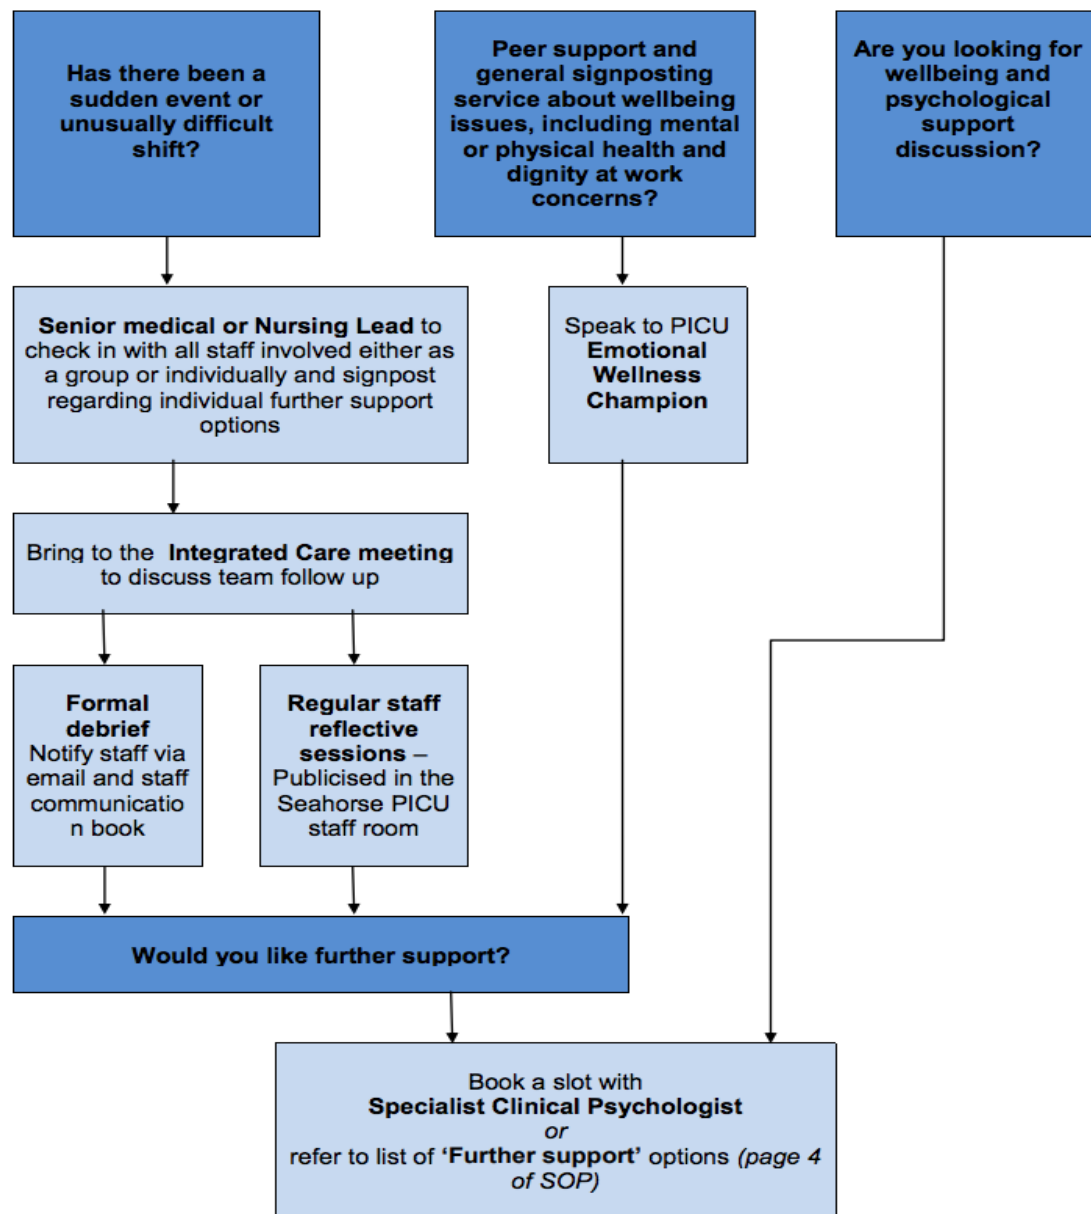 Has there been a
sudden event or
unusually difficult
shift?
Peer support and
general signposting
service about wellbeing
issues, including mental
or physical health and
dignity at work
concerns?
Are you looking for
wellbeing and
psychological
support
discussion?
Senior medical or Nursing Lead to
check in with all staff involved either as
a group or individually and signpost
regarding individual further support
options
Speak to PICU
Emotional
Wellness
Champion
Bring to the Integrated Care meeting
to discuss team follow up
Formal
debrief
Notify staff via
email and staff
communicatio
n book
Regular staff
reflective
sessions –
Publicised in the
Seahorse PICU
staff room
Would you like further support?
Book a slot with
Specialist Clinical Psychologist
or
refer to list of ‘Further support’ options (page 4
of SOP)